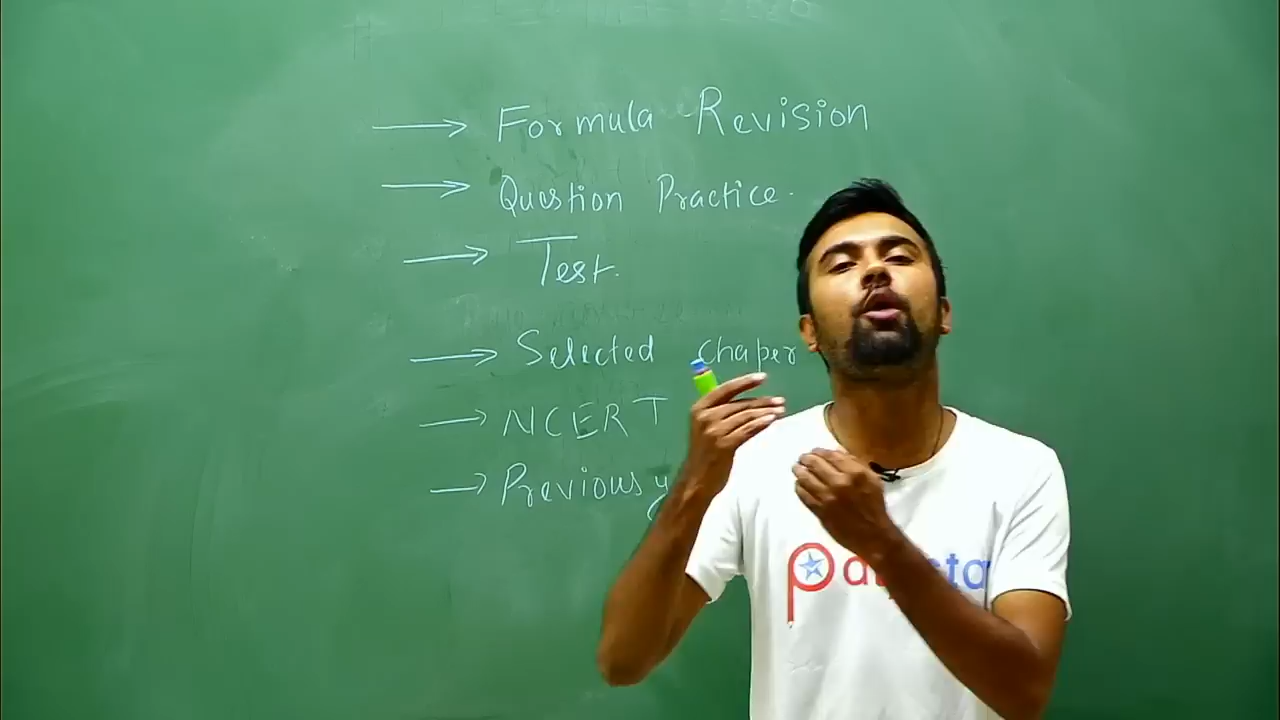 Formula Revision
Question Practice.
Test.
Selected chaper
NCERT
Previous y